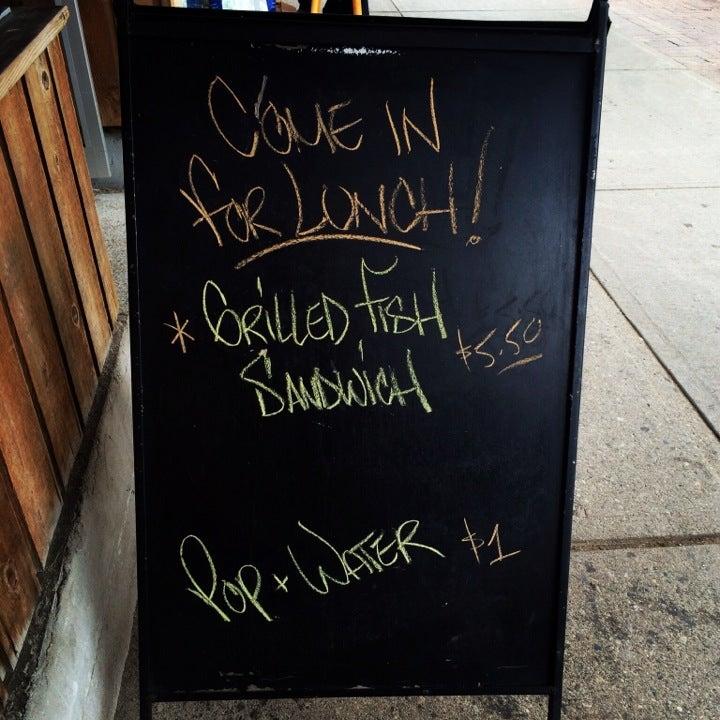 COME IN
FOR LUNCH!
* GRILLED FISH
SANDWICH $5.50
POP + WATER $1